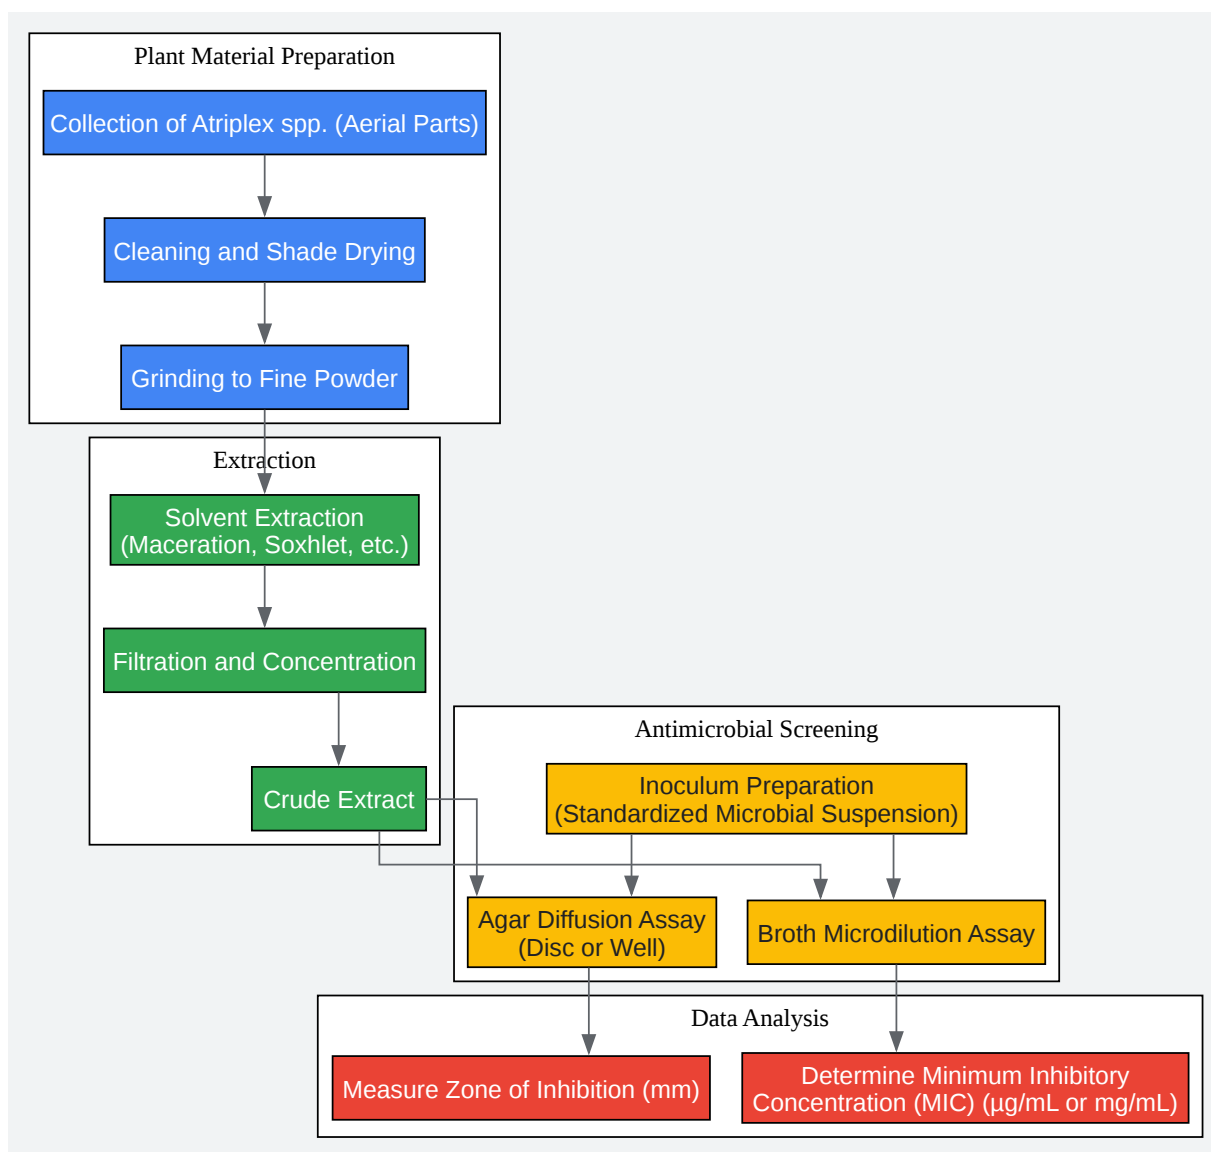 Plant Material Preparation
Collection of Atriplex spp. (Aerial Parts)
Cleaning and Shade Drying
Grinding to Fine Powder
Extraction
Solvent Extraction
(Maceration, Soxhlet, etc.)
Filtration and Concentration
Crude Extract
Antimicrobial Screening
Inoculum Preparation
(Standardized Microbial Suspension)
Agar Diffusion Assay
(Disc or Well)
Broth Microdilution Assay
Data Analysis
Measure Zone of Inhibition (mm)
Determine Minimum Inhibitory
Concentration (MIC) (µg/mL or mg/mL)